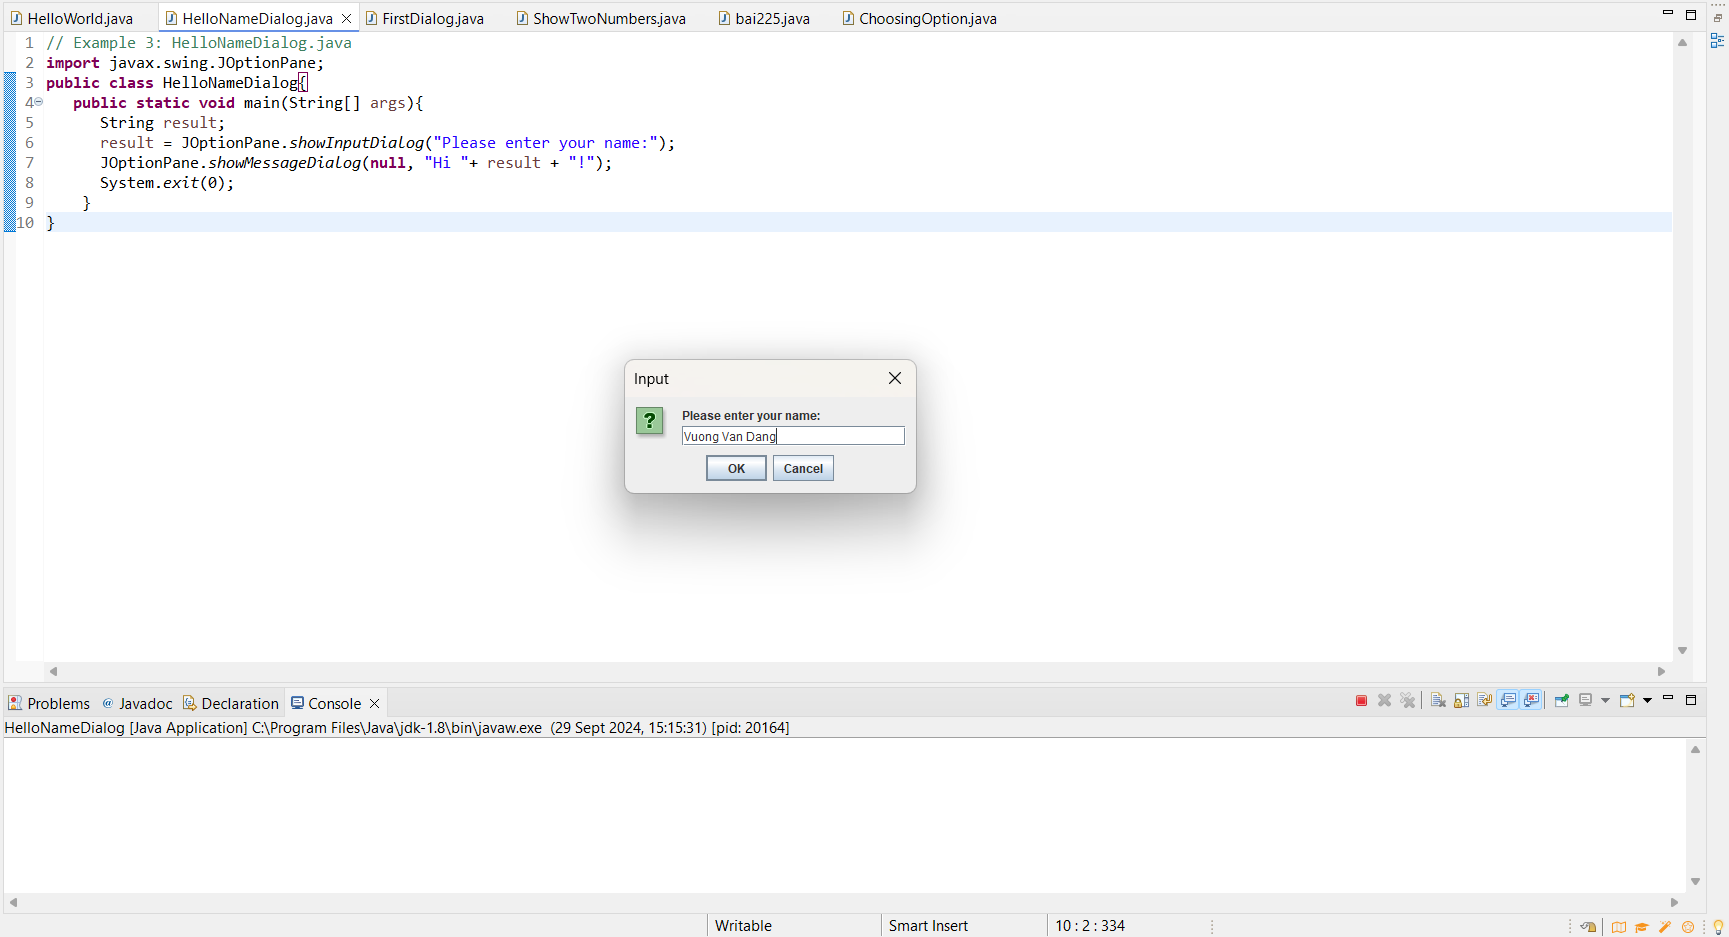 HelloWorld.java HelloNameDialog.java FirstDialog.java ShowTwoNumbers.java bai225.java ChoosingOption.java
1 // Example 3: HelloNameDialog.java
2 import javax.swing.JOptionPane;
3 public class HelloNameDialog{
4 public static void main(String[] args){
5 String result;
6 result = JOptionPane.showInputDialog("Please enter your name:");
7 JOptionPane.showMessageDialog(null, "Hi "+ result + "!");
8 System.exit(0);
9 }
10 }
Input
? Please enter your name:
Vuong Van Dang
OK Cancel
Problems @ Javadoc Declaration Console
HelloNameDialog [Java Application] C:\Program Files\Java\jdk-1.8\bin\javaw.exe (29 Sept 2024, 15:15:31) [pid: 20164]
Writable Smart Insert 10 : 2 : 334